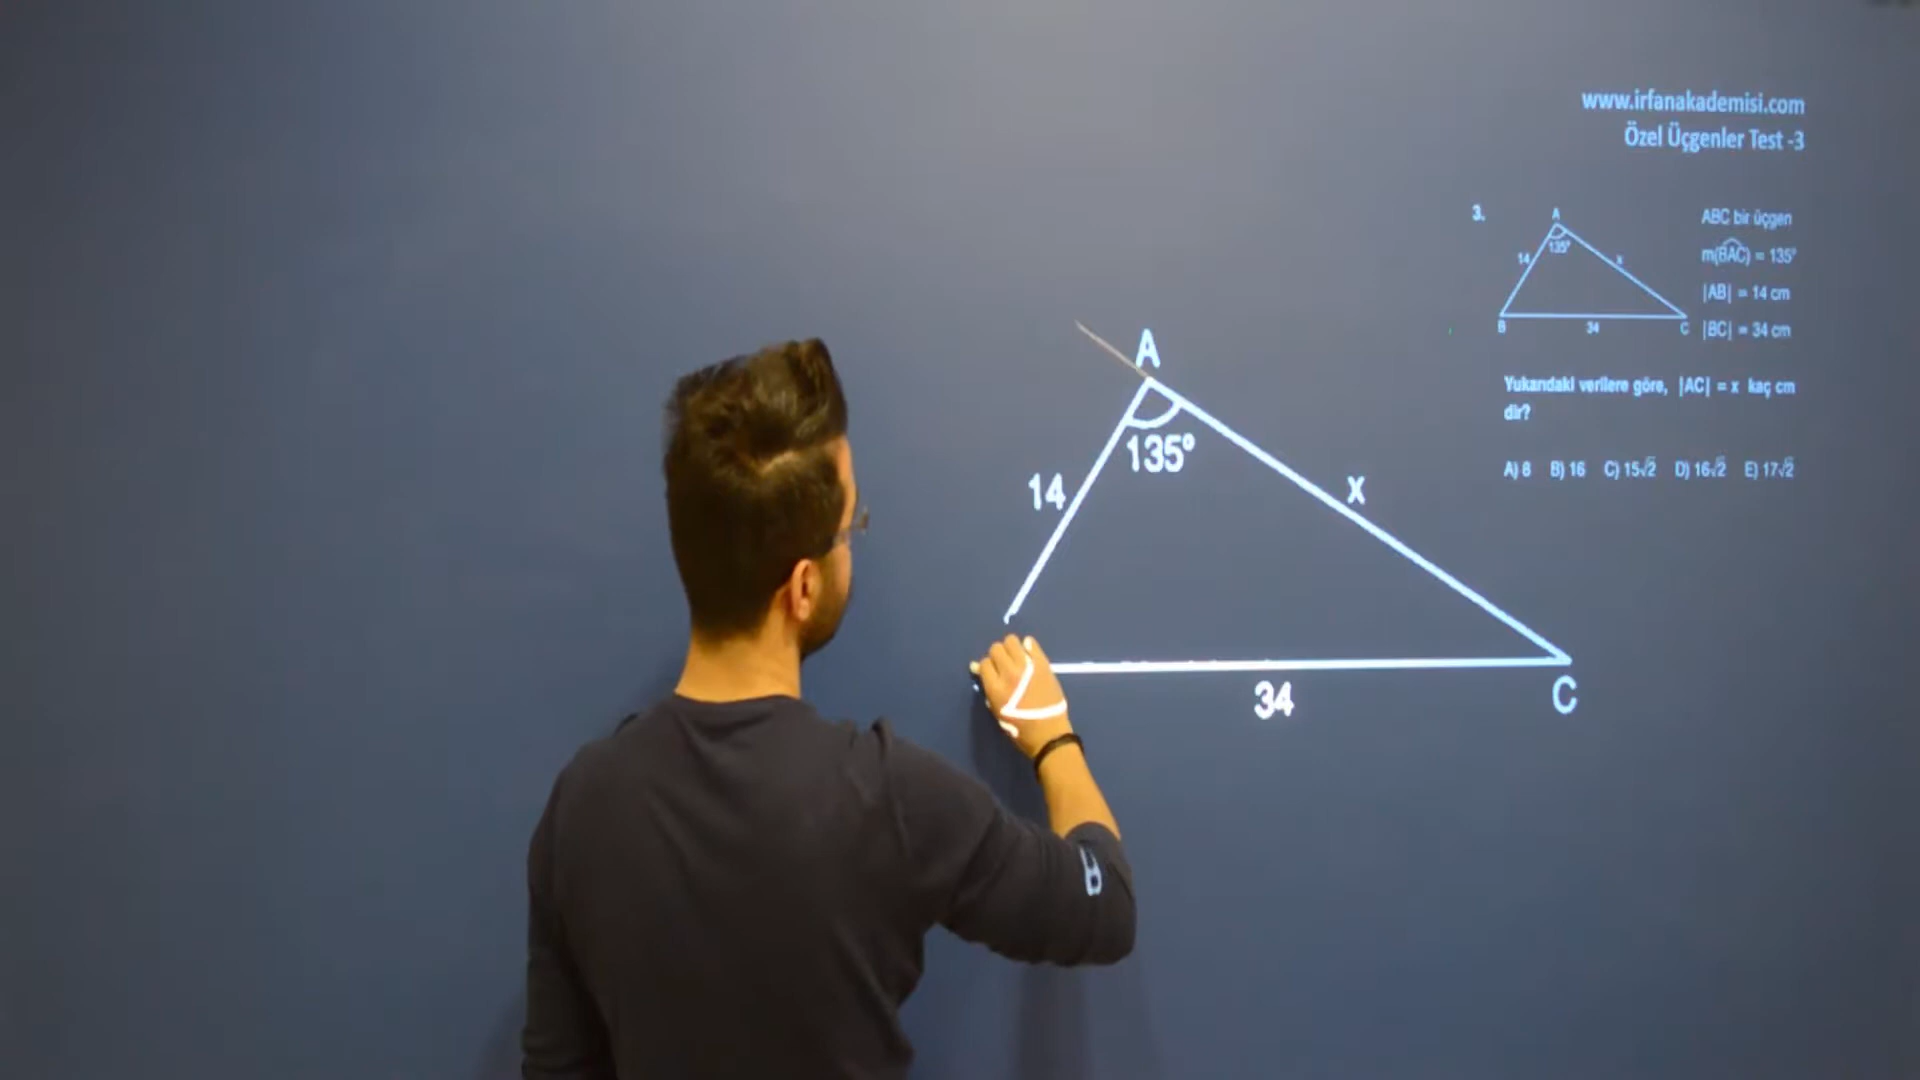 www.irfanakademisi.com
Özel Üçgenler Test -3
3.
A
135°
14
x
B
34
C
ABC bir üçgen
m(BAC) = 135°
|AB| = 14 cm
|BC| = 34 cm
Yukarıdaki verilere göre, |AC| = x kaç cm
dir?
A) 8 B) 16 C) 15√2 D) 16√2 E) 17√2
A
135°
14
x
34
C
B